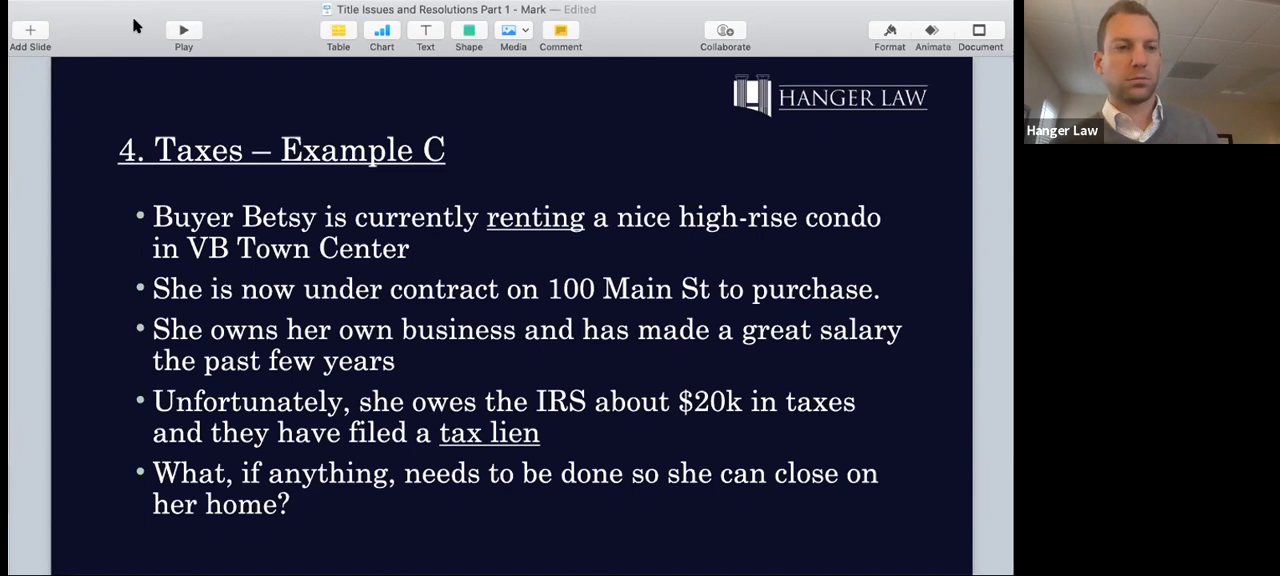 Title Issues and Resolutions Part 1 - Mark — Edited
Add Slide
Play
Table
Chart
Text
Shape
Media
Comment
Collaborate
Format
Animate
Document
Hanger Law
HANGER LAW
4. Taxes – Example C
• Buyer Betsy is currently renting a nice high-rise condo
in VB Town Center
• She is now under contract on 100 Main St to purchase.
• She owns her own business and has made a great salary
the past few years
• Unfortunately, she owes the IRS about $20k in taxes
and they have filed a tax lien
• What, if anything, needs to be done so she can close on
her home?